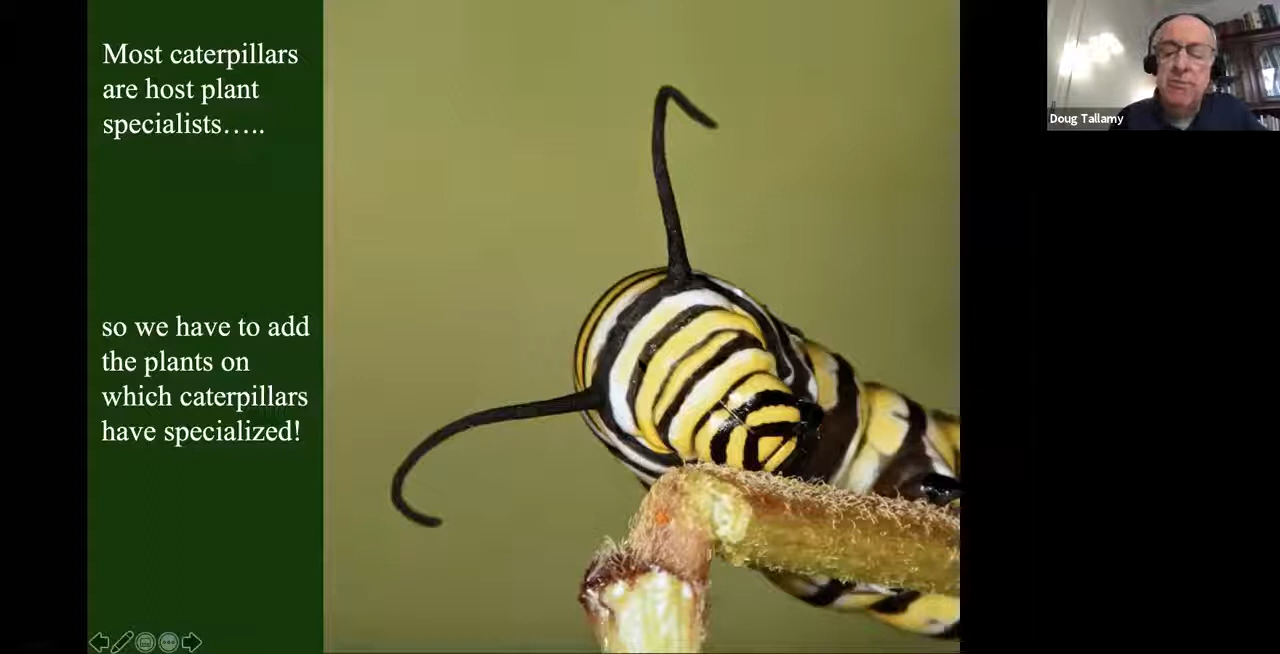 Most caterpillars
are host plant
specialists…..
so we have to add
the plants on
which caterpillars
have specialized!
Doug Tallamy